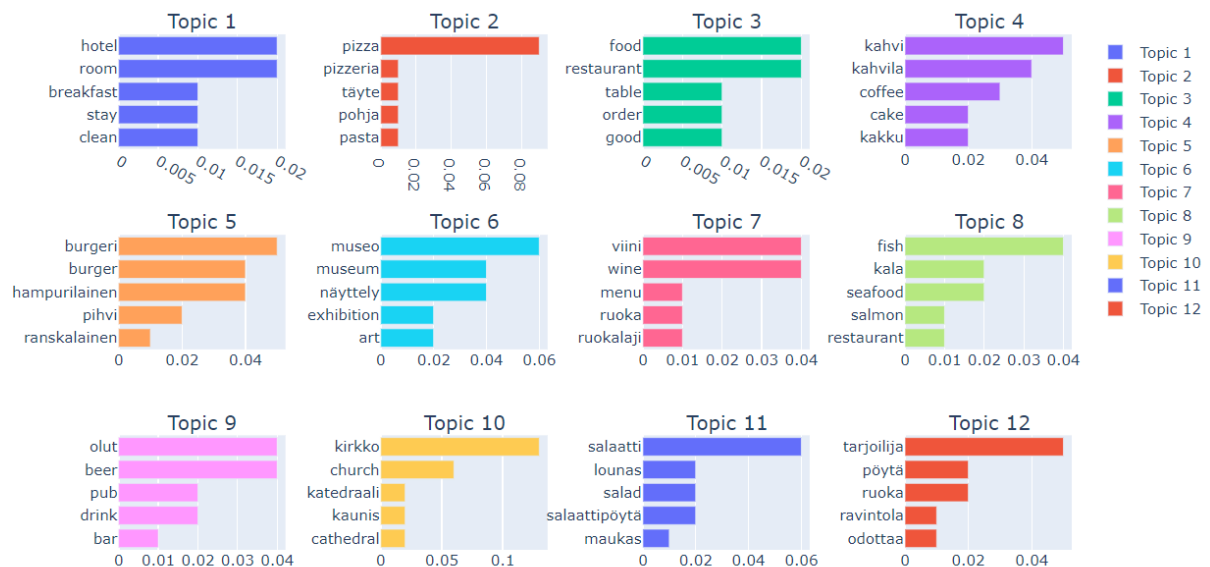 Topic 1
hotel
room
breakfast
stay
clean
0 0.005 0.01 0.015 0.02
Topic 2
pizza
pizzeria
täyte
pohja
pasta
0 0.02 0.04 0.06 0.08
Topic 3
food
restaurant
table
order
good
0 0.005 0.01 0.015 0.02
Topic 4
kahvi
kahvila
coffee
cake
kakku
0 0.02 0.04
Topic 1
Topic 2
Topic 3
Topic 4
Topic 5
Topic 6
Topic 7
Topic 8
Topic 9
Topic 10
Topic 11
Topic 12
Topic 5
burgeri
burger
hampurilainen
pihvi
ranskalainen
0 0.02 0.04
Topic 6
museo
museum
näyttely
exhibition
art
0 0.02 0.04 0.06
Topic 7
viini
wine
menu
ruoka
ruokalaji
0 0.01 0.02 0.03 0.04
Topic 8
fish
kala
seafood
salmon
restaurant
0 0.01 0.02 0.03 0.04
Topic 9
olut
beer
pub
drink
bar
0 0.01 0.02 0.03 0.04
Topic 10
kirkko
church
katedraali
kaunis
cathedral
0 0.05 0.1
Topic 11
salaatti
lounas
salad
salaattipöytä
maukas
0 0.02 0.04 0.06
Topic 12
tarjoilija
pöytä
ruoka
ravintola
odottaa
0 0.02 0.04